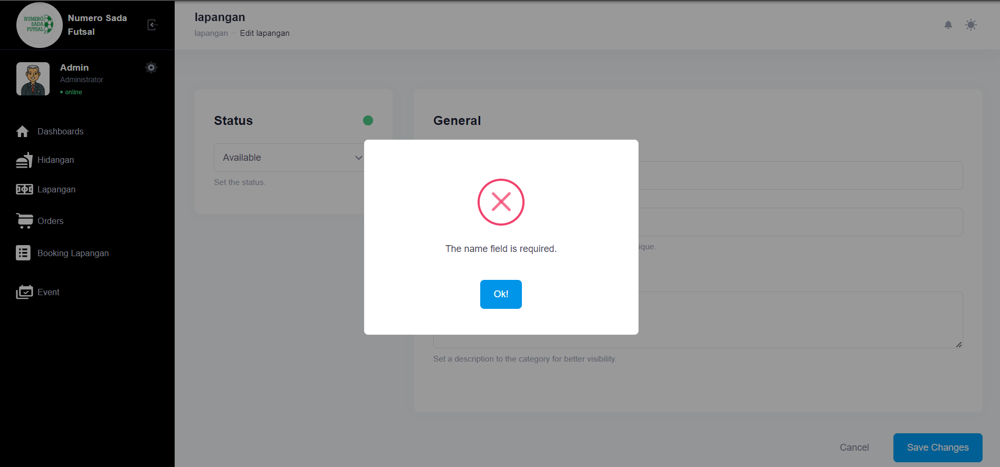 NUMERO
SADA
FUTSAL
Numero Sada
Futsal
Admin
Administrator
online
Dashboards
Hidangan
Lapangan
Orders
Booking Lapangan
Event
lapangan
lapangan
Edit lapangan
Status
Available
Set the status.
General
ique.
The name field is required.
Ok!
Set a description to the category for better visibility.
Cancel
Save Changes